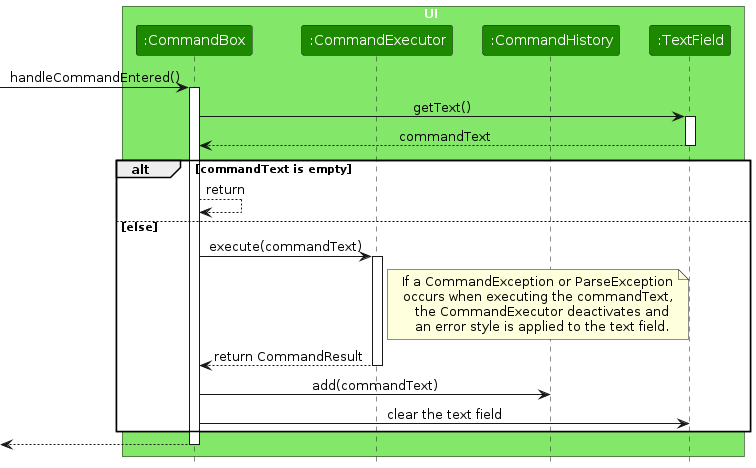 UI
:CommandBox
:CommandExecutor
:CommandHistory
:TextField
handleCommandEntered()
getText()
commandText
alt
[commandText is empty]
return
[else]
execute(commandText)
If a CommandException or ParseException
occurs when executing the commandText,
the CommandExecutor deactivates and
an error style is applied to the text field.
return CommandResult
add(commandText)
clear the text field